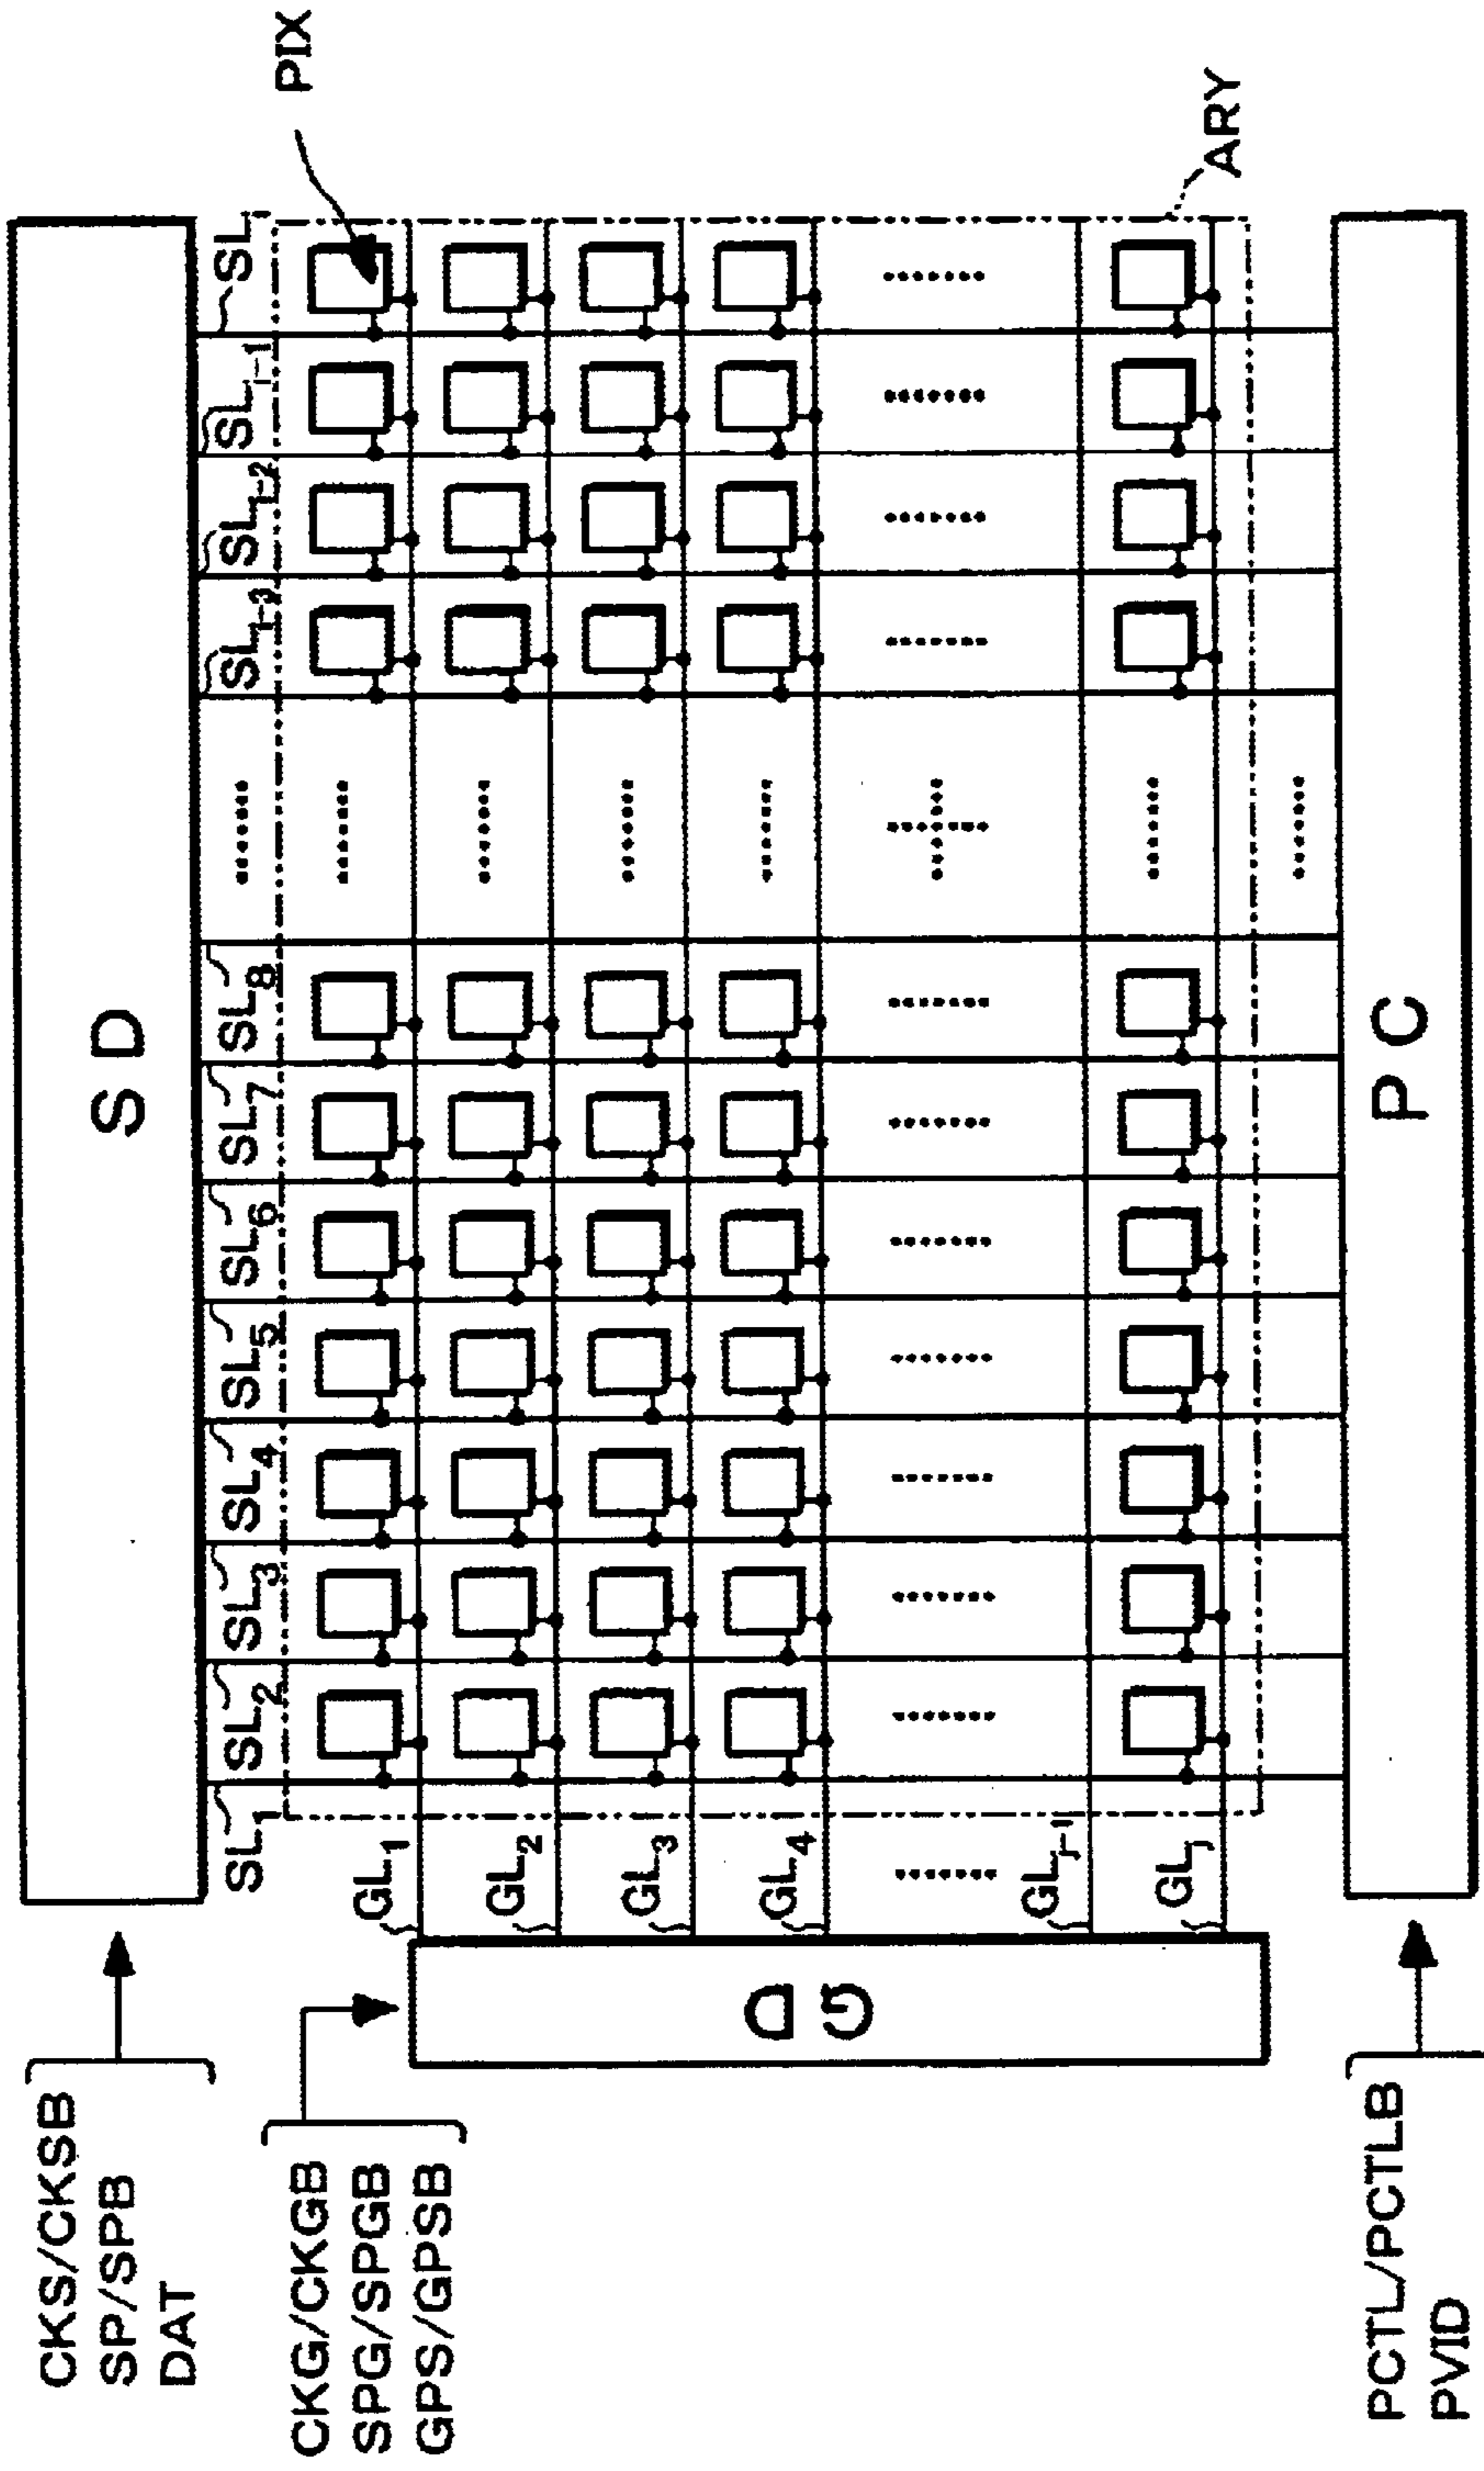 CKS/CKSB
SP/SPB
DAT
SD
PIX
SL1
SL2
SL3
SL4
SL5
SL6
SL7
SL8
SLi-3
SLi-2
SLi-1
SLi
CKG/CKGB
SPG/SPGB
GPS/GPSB
GD
GL1
GL2
GL3
GL4
GLj-1
GLj
ARY
PCTL/PCTLB
PVID
PC